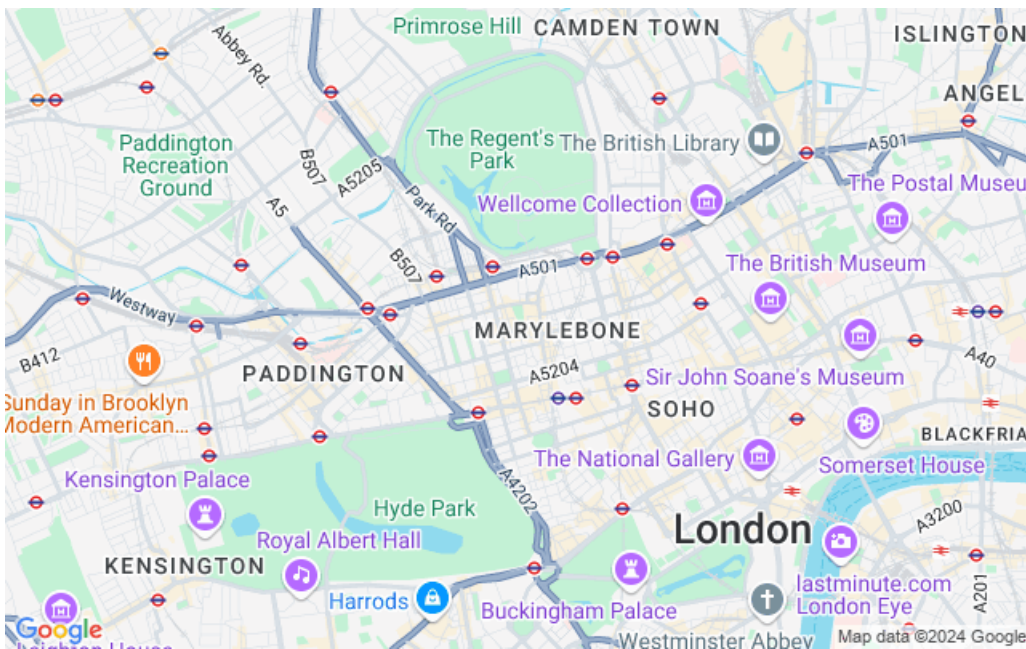 Primrose Hill
CAMDEN TOWN
ISLINGTON
Abbey Rd.
ANGEL
Paddington
Recreation
Ground
The Regent's
Park
The British Library
A501
B507
A5205
The Postal Museu
A5
Park Rd
Wellcome Collection
B507
A501
The British Museum
Westway
MARYLEBONE
B412
PADDINGTON
A5204
A40
Sir John Soane's Museum
Sunday in Brooklyn
Modern American...
SOHO
BLACKFRIA
Kensington Palace
The National Gallery
Somerset House
A4202
Hyde Park
London
A3200
Royal Albert Hall
KENSINGTON
Harrods
Buckingham Palace
lastminute.com
London Eye
A201
Google
Leighton House
Westminster Abbey
Map data ©2024 Google